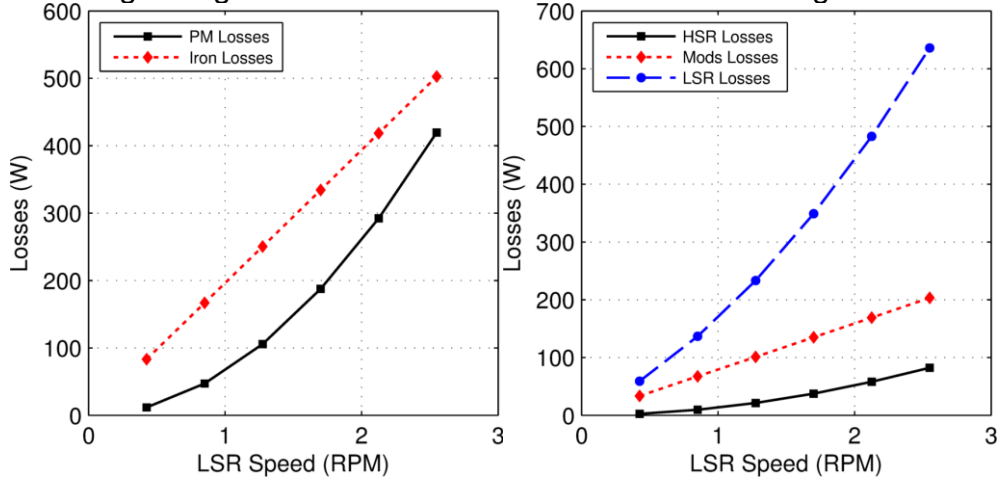 600
500
400
300
200
100
0
Losses (W)
PM Losses
Iron Losses
0 1 2 3
LSR Speed (RPM)
700
600
500
400
300
200
100
0
Losses (W)
HSR Losses
Mods Losses
LSR Losses
0 1 2 3
LSR Speed (RPM)